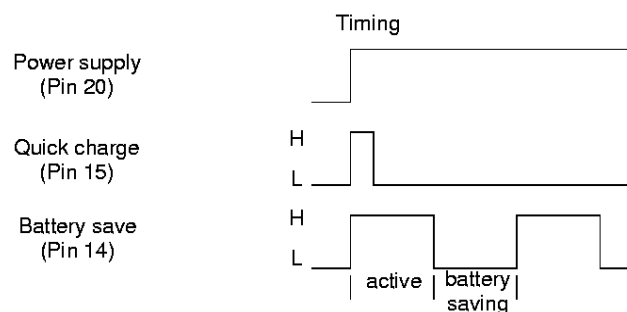 Timing
Power supply
(Pin 20)
Quick charge
(Pin 15)
H
L
Battery save
(Pin 14)
H
L
active
battery
saving